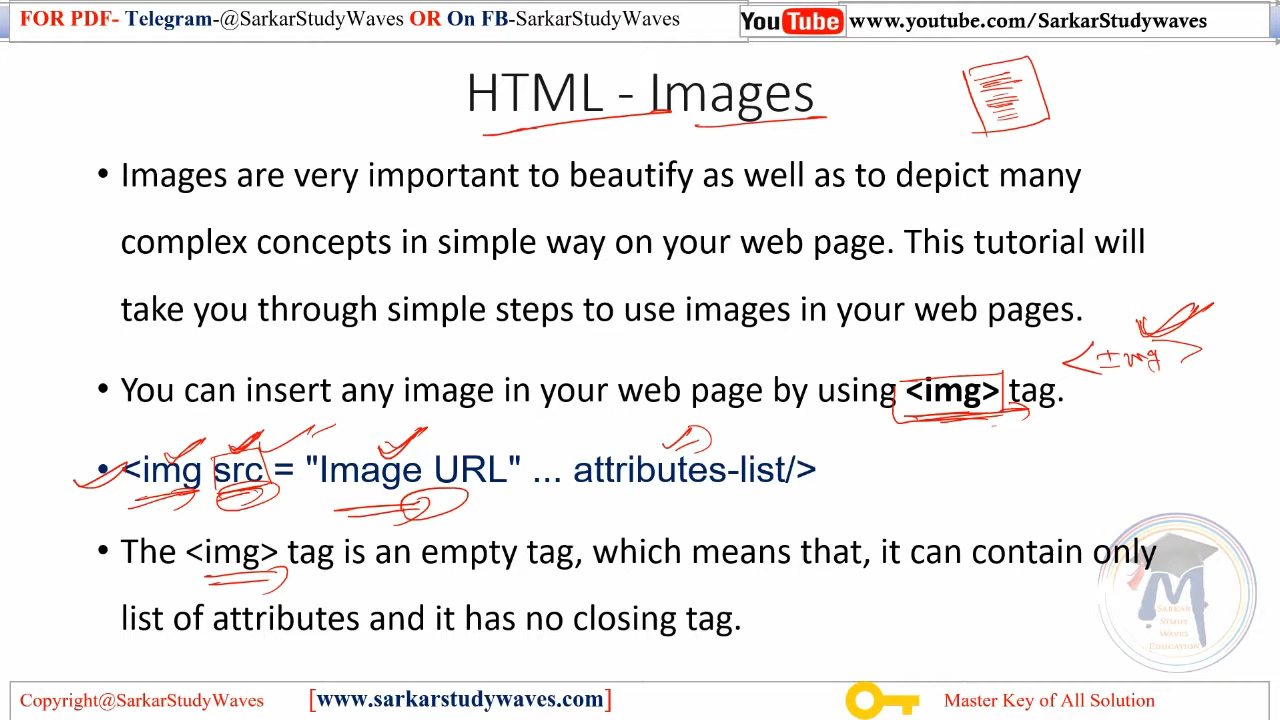 FOR PDF- Telegram-@SarkarStudyWaves OR On FB-SarkarStudyWaves
YouTube www.youtube.com/SarkarStudywaves
HTML - Images
• Images are very important to beautify as well as to depict many
complex concepts in simple way on your web page. This tutorial will
take you through simple steps to use images in your web pages.
<img>
• You can insert any image in your web page by using <img> tag.
• <img src = "Image URL" ... attributes-list/>
• The <img> tag is an empty tag, which means that, it can contain only
list of attributes and it has no closing tag.
M
SARKAR
STUDY
WAVES
EDUCATION
Copyright@SarkarStudyWaves
[www.sarkarstudywaves.com]
Master Key of All Solution